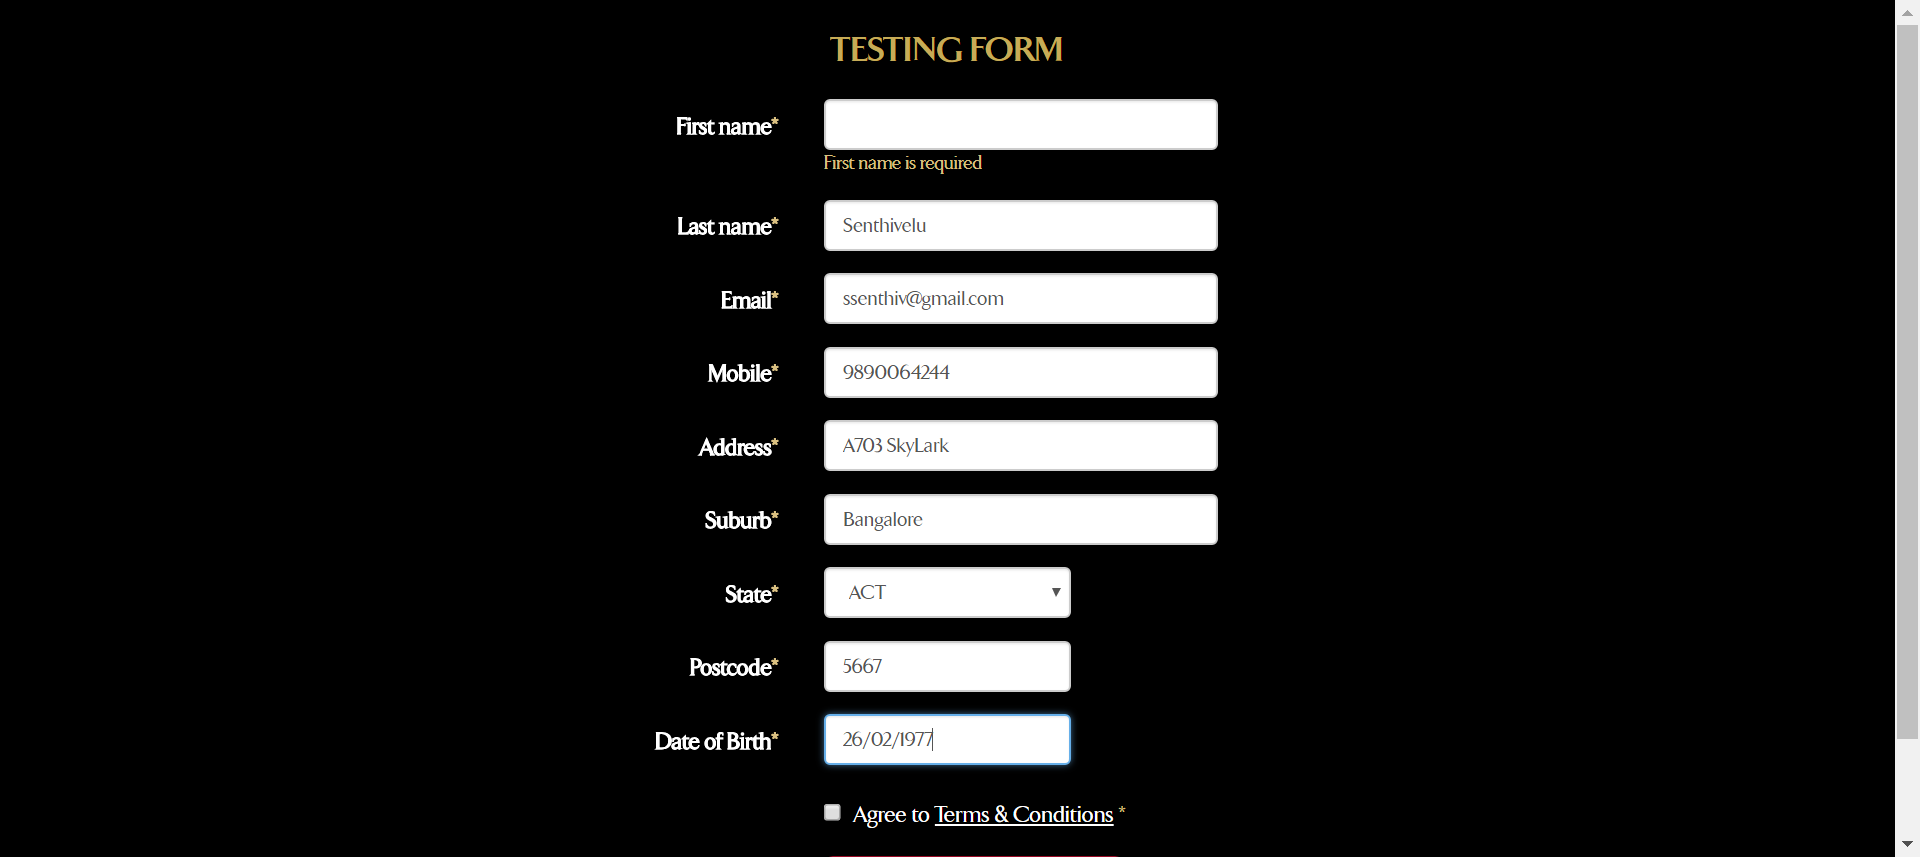 TESTING FORM
First name*
First name is required
Last name* Senthivelu
Email* ssenthiv@gmail.com
Mobile* 9890064244
Address* A703 SkyLark
Suburb* Bangalore
State* ACT
Postcode* 5667
Date of Birth* 26/02/1977
Agree to Terms & Conditions *